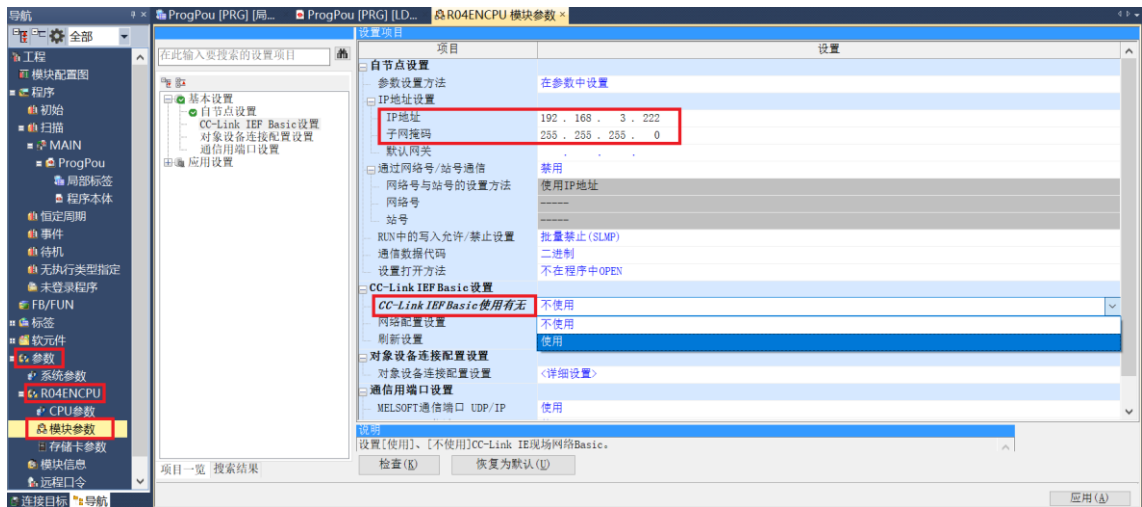 导航
ProgPou [PRG] [局...
ProgPou [PRG] [LD...
R04ENCPU 模块参数
全部
工程
模块配置图
程序
初始
扫描
MAIN
ProgPou
局部标签
程序本体
恒定周期
事件
待机
无执行类型指定
未登录程序
FB/FUN
标签
软元件
参数
系统参数
R04ENCPU
CPU参数
模块参数
存储卡参数
模块信息
远程口令
连接目标
导航
在此输入要搜索的设置项目
基本设置
自节点设置
CC-Link IEF Basic设置
对象设备连接配置设置
通信用端口设置
应用设置
项目一览 搜索结果
设置项目
项目 设置
自节点设置
参数设置方法 在参数中设置
IP地址设置
IP地址 192 . 168 . 3 . 222
子网掩码 255 . 255 . 255 . 0
默认网关 . . .
通过网络号/站号通信 禁用
网络号与站号的设置方法 使用IP地址
网络号 -----
站号 -----
RUN中的写入允许/禁止设置 批量禁止(SLMP)
通信数据代码 二进制
设置打开方法 不在程序中OPEN
CC-Link IEF Basic设置
CC-Link IEF Basic使用有无 不使用
网络配置设置 不使用
刷新设置 使用
对象设备连接配置设置
对象设备连接配置设置 <详细设置>
通信用端口设置
MELSOFT通信端口 UDP/IP 使用
说明
设置[使用]、[不使用]CC-Link IE现场网络Basic。
检查(K) 恢复为默认(U)
应用(A)